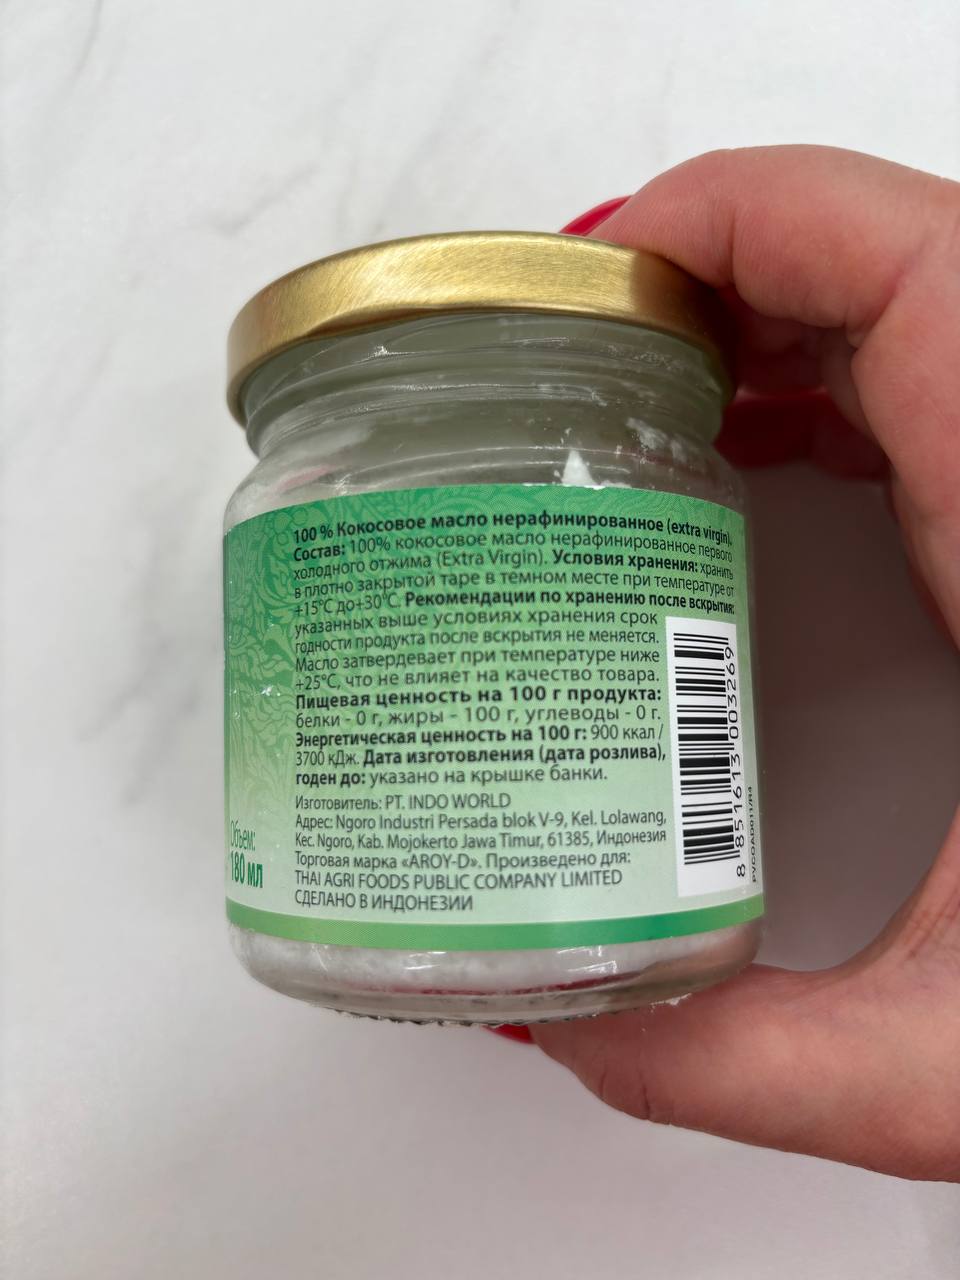 100 % Кокосовое масло нерафинированное (extra virgin).
Состав: 100% кокосовое масло нерафинированное первого
холодного отжима (Extra Virgin). Условия хранения: хранить
в плотно закрытой таре в темном месте при температуре от
+15°C до+30°C. Рекомендации по хранению после вскрытия:
указанных выше условиях хранения срок
годности продукта после вскрытия не меняется.
Масло затвердевает при температуре ниже
+25°C, что не влияет на качество товара.
Пищевая ценность на 100 г продукта:
белки - 0 г, жиры - 100 г, углеводы - 0 г.
Энергетическая ценность на 100 г: 900 ккал /
3700 кДж. Дата изготовления (дата розлива),
годен до: указано на крышке банки.
Изготовитель: PT. INDO WORLD
Адрес: Ngoro Industri Persada blok V-9, Kel. Lolawang,
Kec. Ngoro, Kab. Mojokerto Jawa Timur, 61385, Индонезия
Торговая марка «AROY-D». Произведено для:
THAI AGRI FOODS PUBLIC COMPANY LIMITED
СДЕЛАНО В ИНДОНЕЗИИ
Объем:
180 мл
8 851613 003269
РУСОAD011/R4